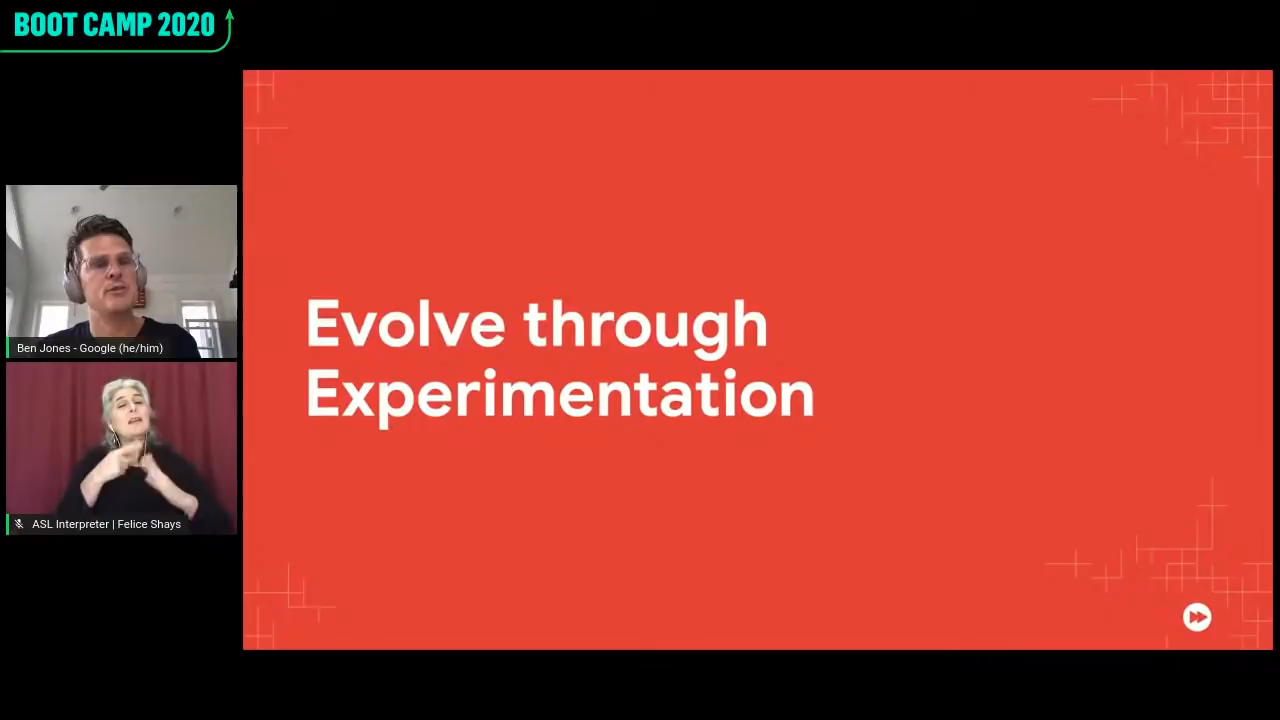 BOOT CAMP 2020
Evolve through
Experimentation
Ben Jones - Google (he/him)
ASL Interpreter | Felice Shays